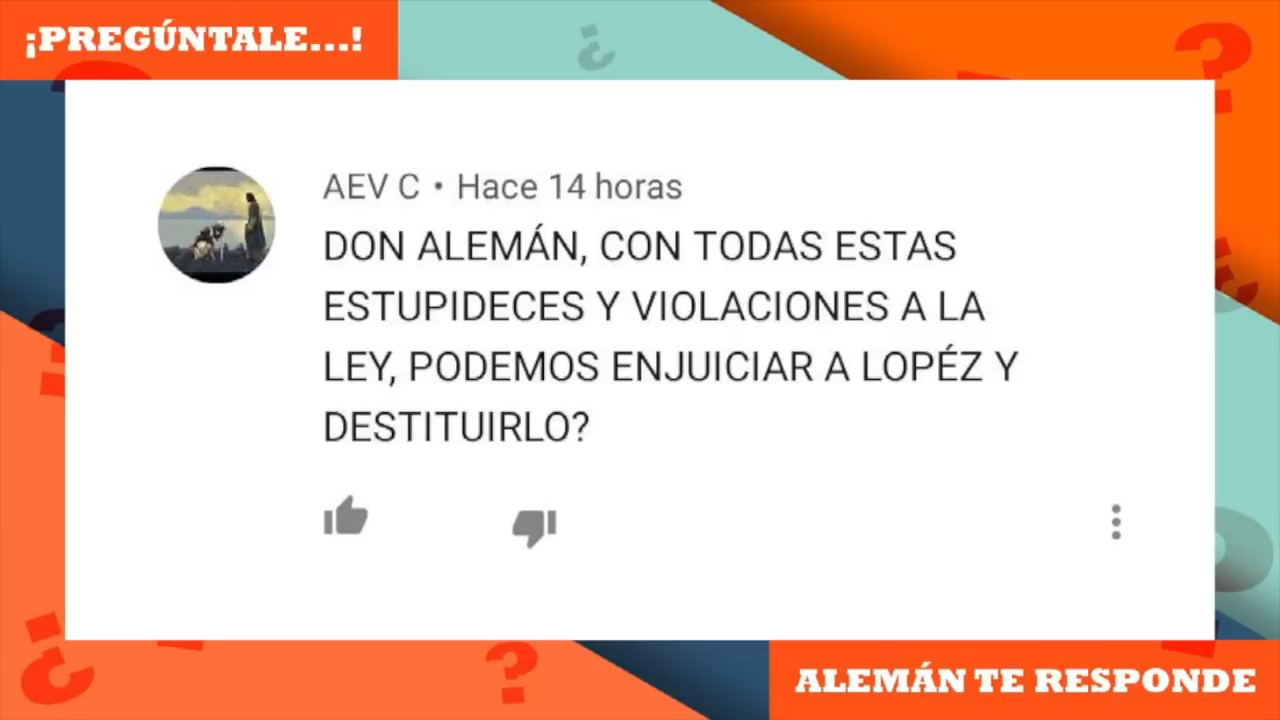 ¡PREGÚNTALE...!
AEV C • Hace 14 horas
DON ALEMÁN, CON TODAS ESTAS
ESTUPIDECES Y VIOLACIONES A LA
LEY, PODEMOS ENJUICIAR A LOPÉZ Y
DESTITUIRLO?
ALEMÁN TE RESPONDE